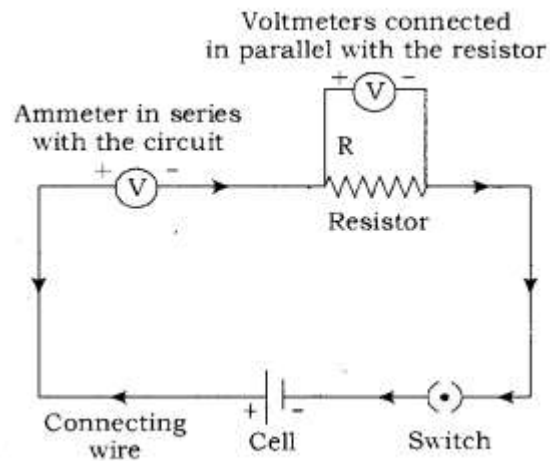 Voltmeters connected
in parallel with the resistor
+ V -
Ammeter in series
with the circuit
+ V -
R
Resistor
+ -
Connecting
wire
Cell
Switch